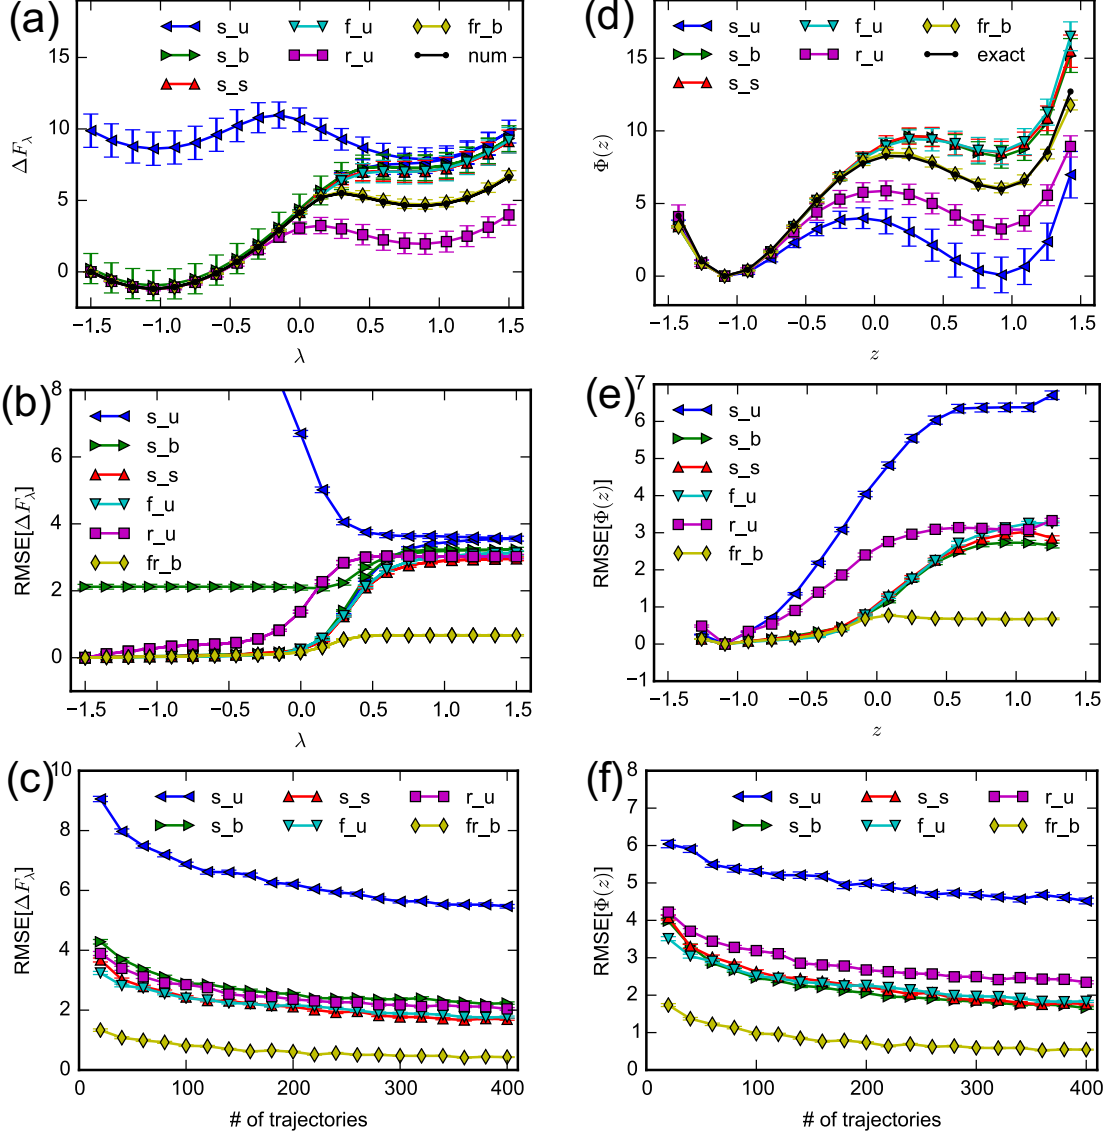 (a)
s_u
f_u
fr_b
s_b
r_u
num
s_s
15
10
5
0
ΔF_λ
−1.5 −1.0 −0.5 0.0 0.5 1.0 1.5
λ
(d)
s_u
f_u
fr_b
s_b
r_u
exact
s_s
15
10
5
0
Φ(z)
−1.5 −1.0 −0.5 0.0 0.5 1.0 1.5
z
(b)
s_u
s_b
s_s
f_u
r_u
fr_b
8
6
4
2
0
RMSE[ΔF_λ]
−1.5 −1.0 −0.5 0.0 0.5 1.0 1.5
λ
(e)
s_u
s_b
s_s
f_u
r_u
fr_b
7
6
5
4
3
2
1
0
−1
RMSE[Φ(z)]
−1.5 −1.0 −0.5 0.0 0.5 1.0 1.5
z
(c)
s_u s_s r_u
s_b f_u fr_b
10
8
6
4
2
0
RMSE[ΔF_λ]
0 100 200 300 400
# of trajectories
(f)
s_u s_s r_u
s_b f_u fr_b
8
7
6
5
4
3
2
1
0
RMSE[Φ(z)]
0 100 200 300 400
# of trajectories